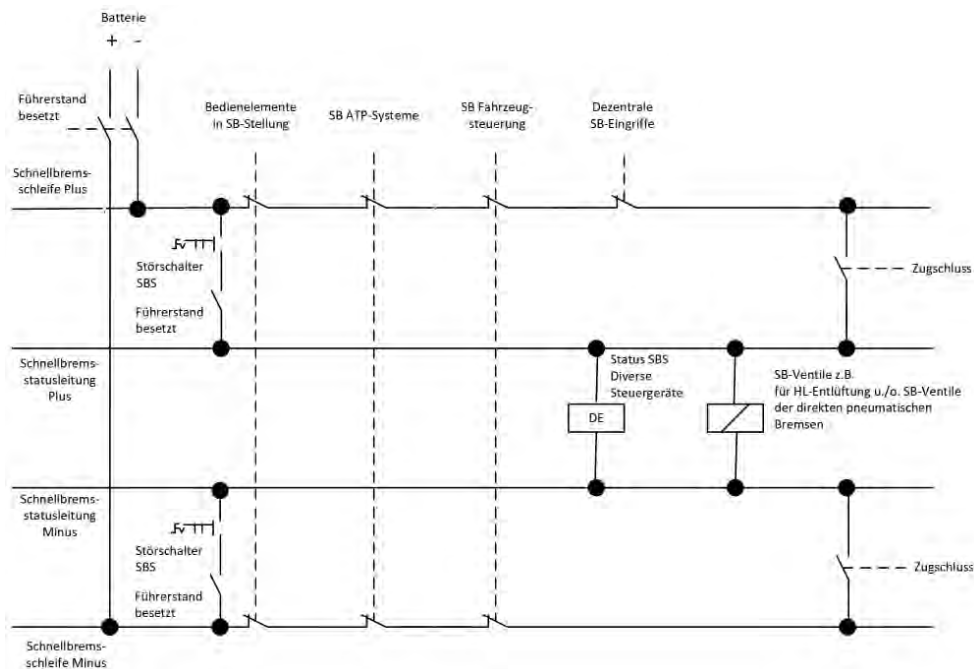 Batterie
+ -
Führerstand
besetzt
Bedienelemente
in SB-Stellung
SB ATP-Systeme
SB Fahrzeug-
steuerung
Dezentrale
SB-Eingriffe
Schnellbrems-
schleife Plus
Störschalter
SBS
Führerstand
besetzt
Zugschluss
Schnellbrems-
statusleitung
Plus
Status SBS
Diverse
Steuergeräte
DE
SB-Ventile z.B.
für HL-Entlüftung u./o. SB-Ventile
der direkten pneumatischen
Bremsen
Schnellbrems-
statusleitung
Minus
Störschalter
SBS
Führerstand
besetzt
Zugschluss
Schnellbrems-
schleife Minus